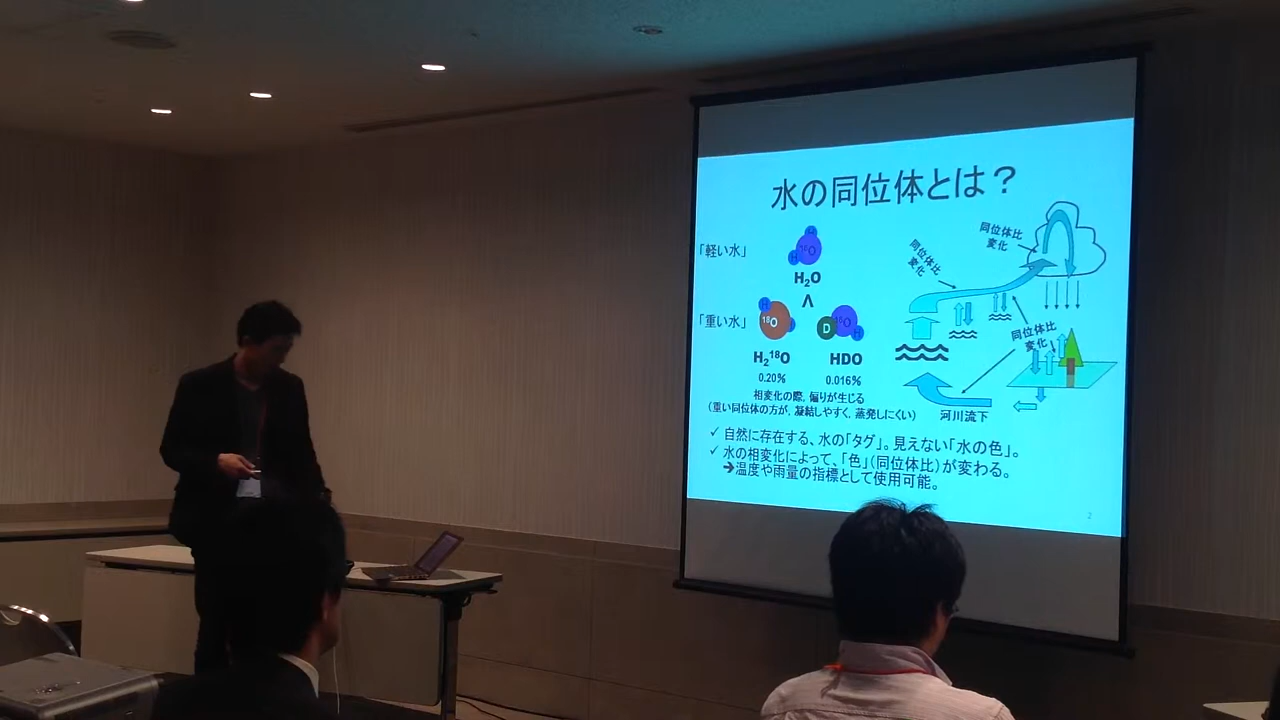 水の同位体とは？
「軽い水」
H
H
16O
H₂O
∧
「重い水」
H
18O
D
16O
H
H₂¹⁸O
HDO
0.20%
0.016%
相変化の際, 偏りが生じる
（重い同位体の方が, 凝結しやすく, 蒸発しにくい）
同位体比
変化
同位体比
変化
同位体比
変化
河川流下
✓ 自然に存在する、水の「タグ」。見えない「水の色」。
✓ 水の相変化によって、「色」（同位体比）が変わる。
➔温度や雨量の指標として使用可能。
2